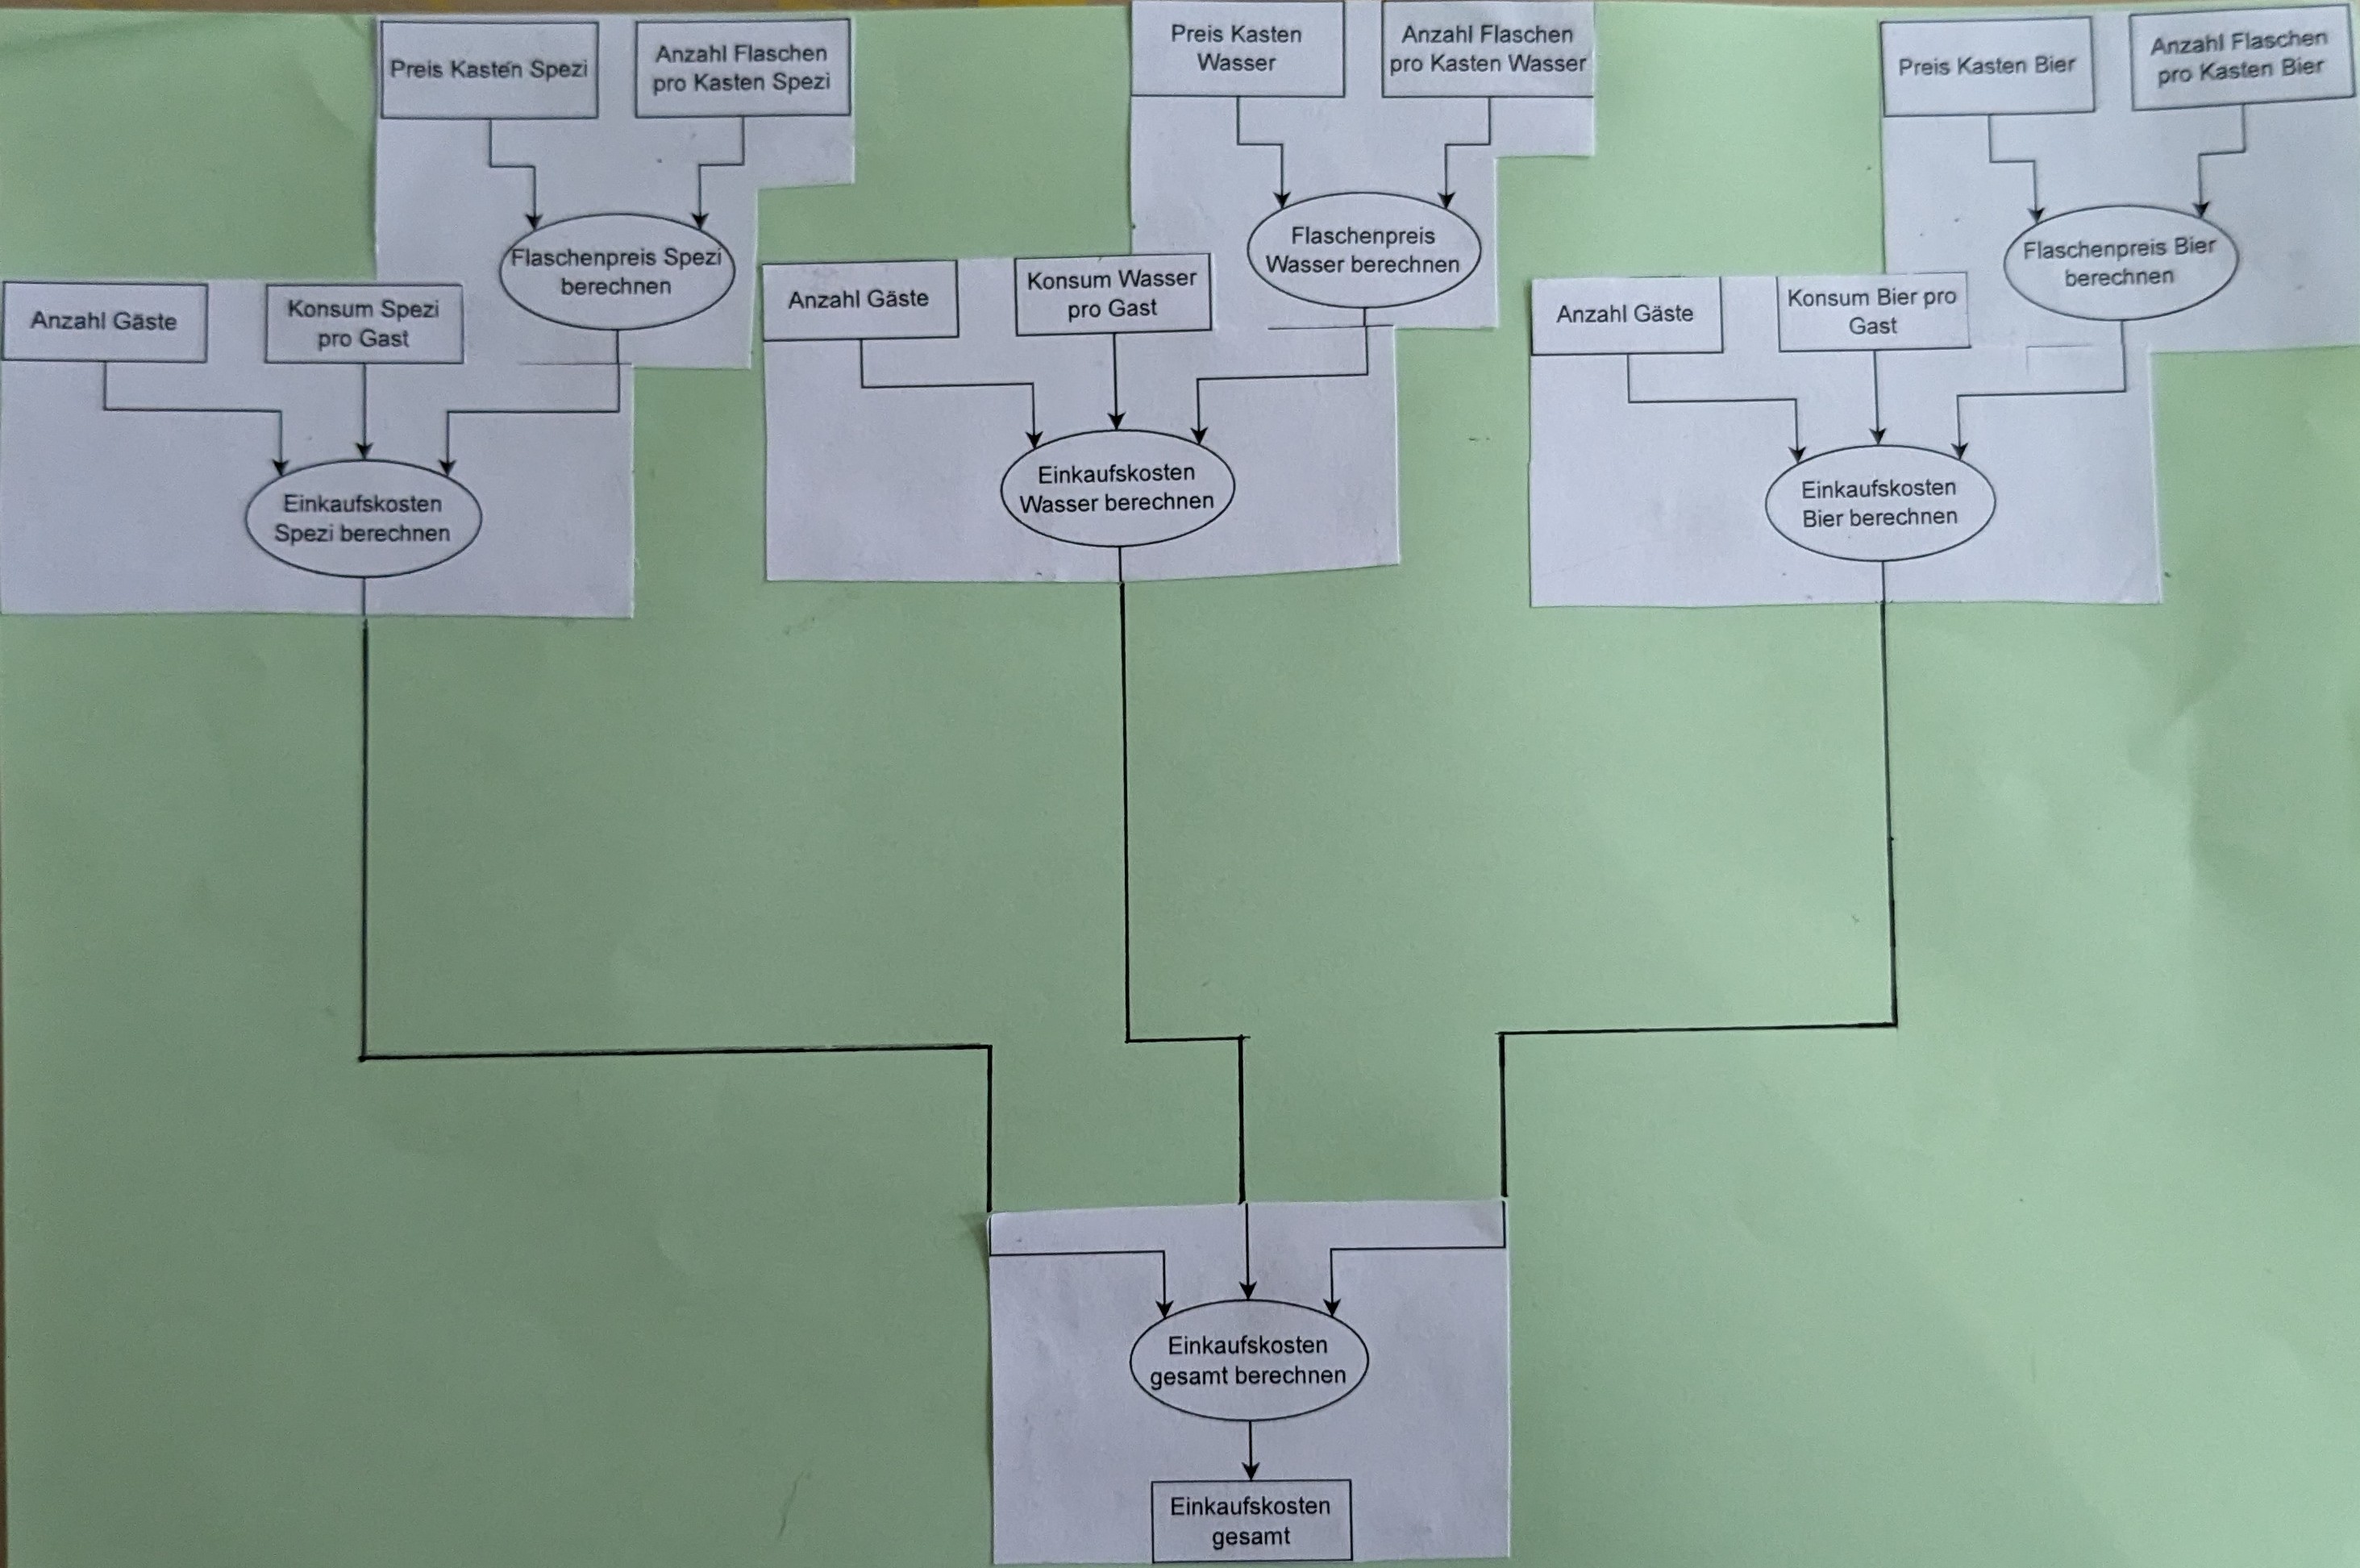 Preis Kasten Spezi
Anzahl Flaschen
pro Kasten Spezi
Flaschenpreis Spezi
berechnen
Anzahl Gäste
Konsum Spezi
pro Gast
Einkaufskosten
Spezi berechnen
Preis Kasten
Wasser
Anzahl Flaschen
pro Kasten Wasser
Flaschenpreis
Wasser berechnen
Anzahl Gäste
Konsum Wasser
pro Gast
Einkaufskosten
Wasser berechnen
Preis Kasten Bier
Anzahl Flaschen
pro Kasten Bier
Flaschenpreis Bier
berechnen
Anzahl Gäste
Konsum Bier pro
Gast
Einkaufskosten
Bier berechnen
Einkaufskosten
gesamt berechnen
Einkaufskosten
gesamt